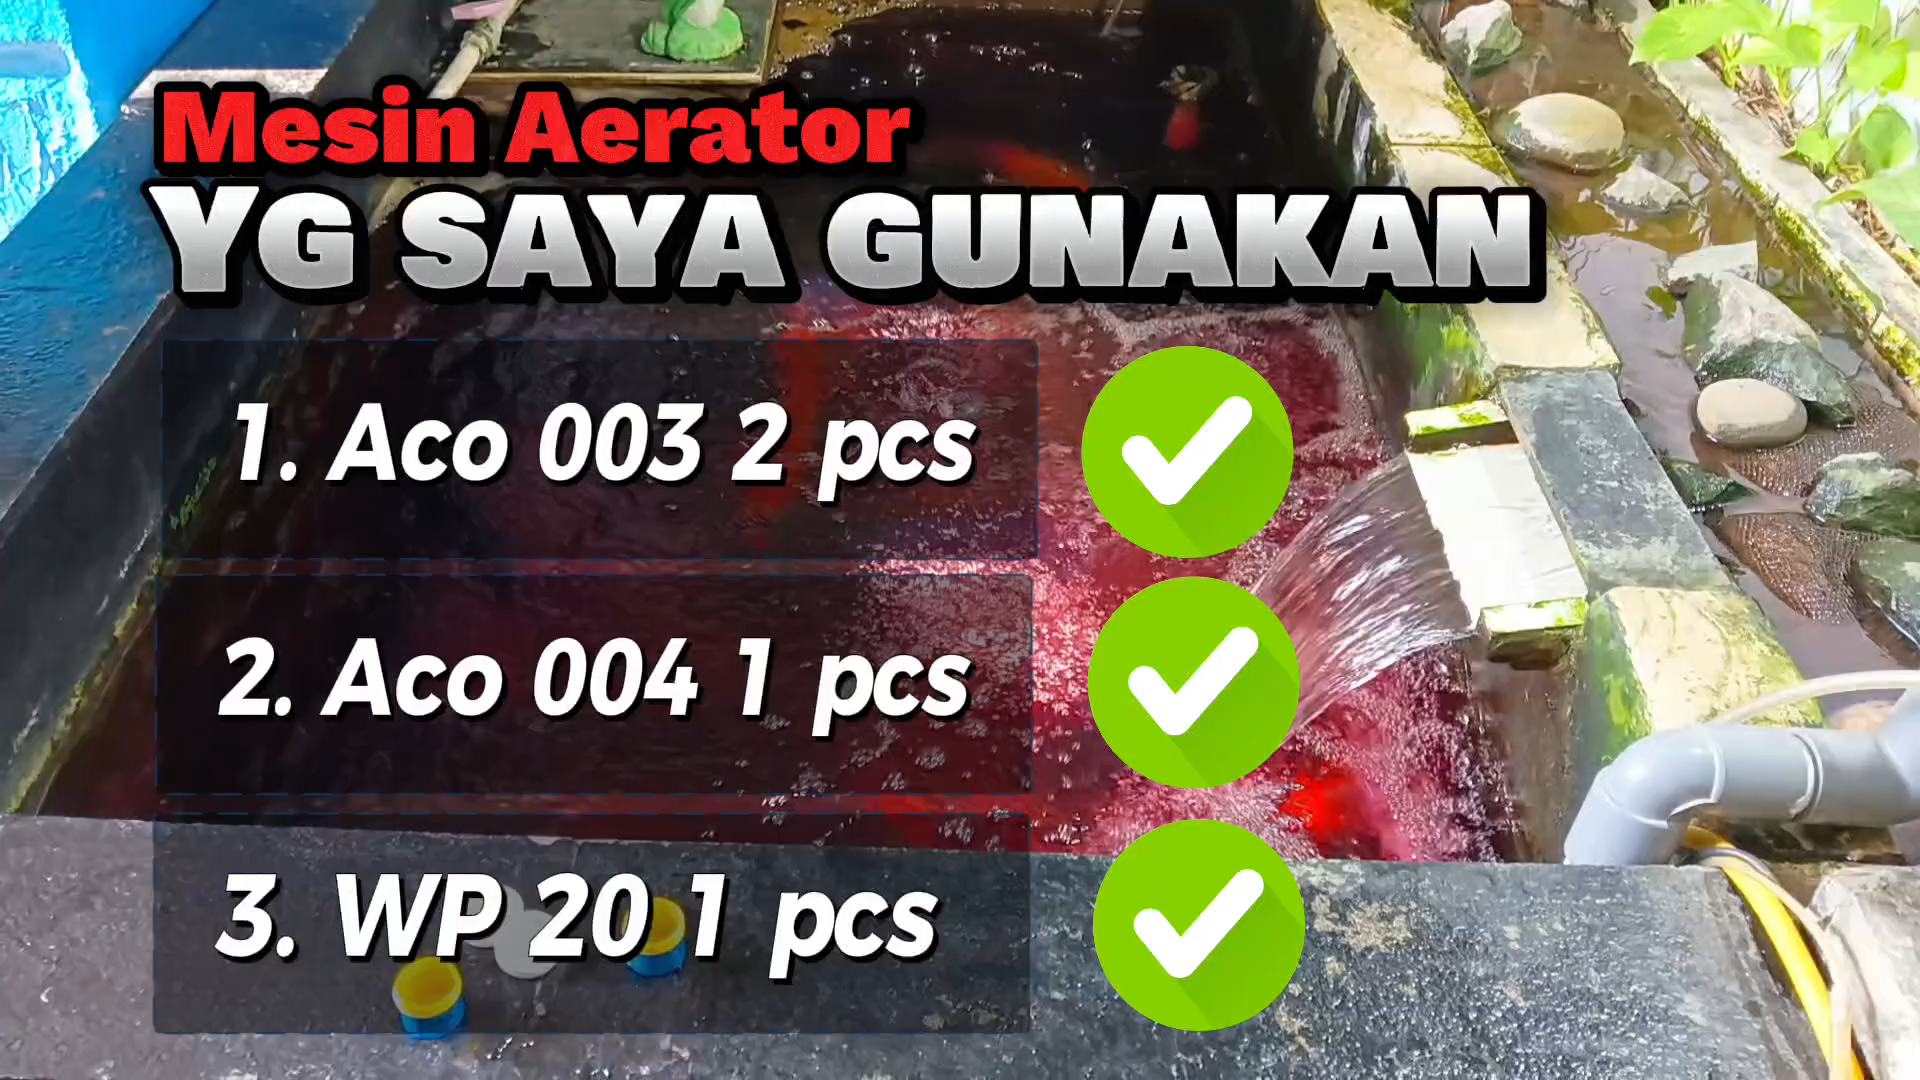 Mesin Aerator
YG SAYA GUNAKAN
1. Aco 003 2 pcs
2. Aco 004 1 pcs
3. WP 20 1 pcs